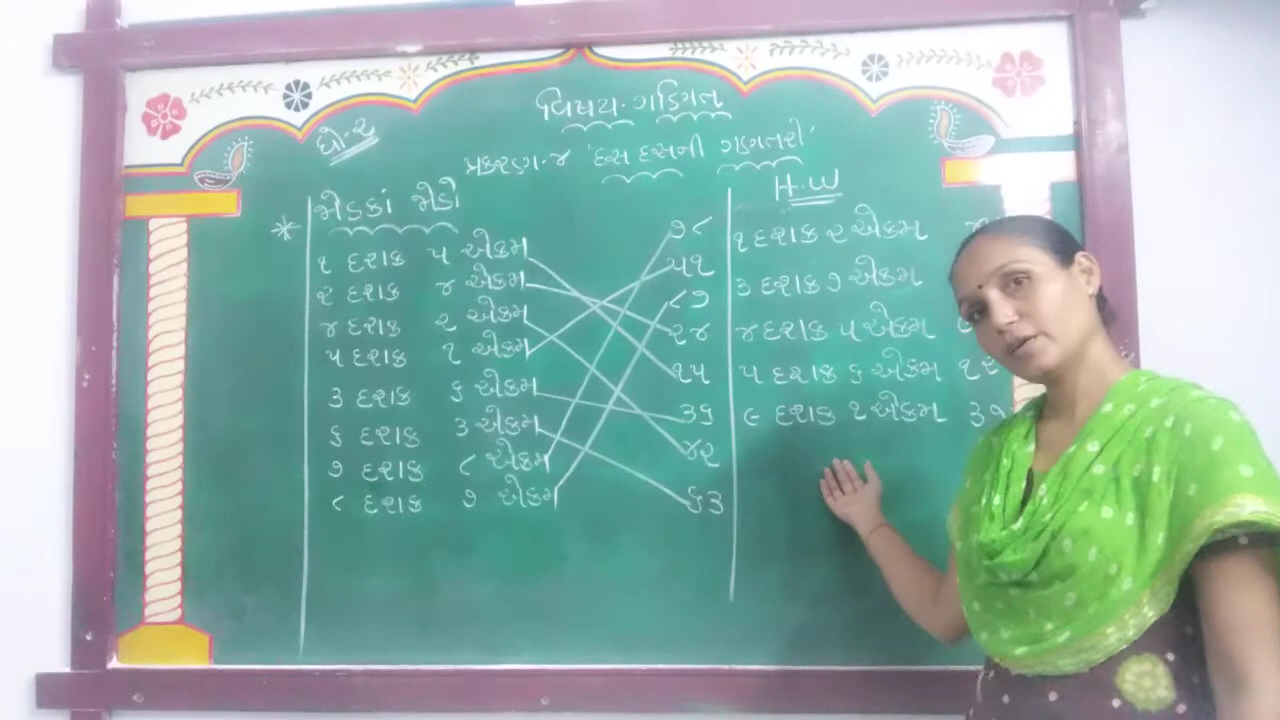 વિષય-ગણિત
ધો-૨
પ્રકરણ-૪ 'દસ દસની ગણતરી'
જોડકાં જોડો
* ૧ દશક ૫ એકમ ૭૮
૨ દશક ૪ એકમ ૫૧
૪ દશક ૨ એકમ ૮૭
૫ દશક ૧ એકમ ૨૪
૩ દશક ૬ એકમ ૧૫
૬ દશક ૩ એકમ ૩૬
૭ દશક ૮ એકમ ૪૨
૮ દશક ૭ એકમ ૬૩
H.W
૧ દશક ૨ એકમ
૩ દશક ૭ એકમ
૪ દશક ૫ એકમ
૫ દશક ૬ એકમ ૧૨
૯ દશક ૧ એકમ